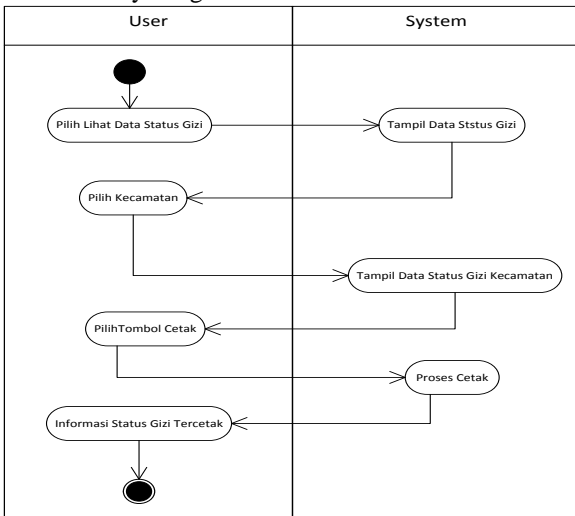 User
System
Pilih Lihat Data Status Gizi
Tampil Data Ststus Gizi
Pilih Kecamatan
Tampil Data Status Gizi Kecamatan
PilihTombol Cetak
Proses Cetak
Informasi Status Gizi Tercetak